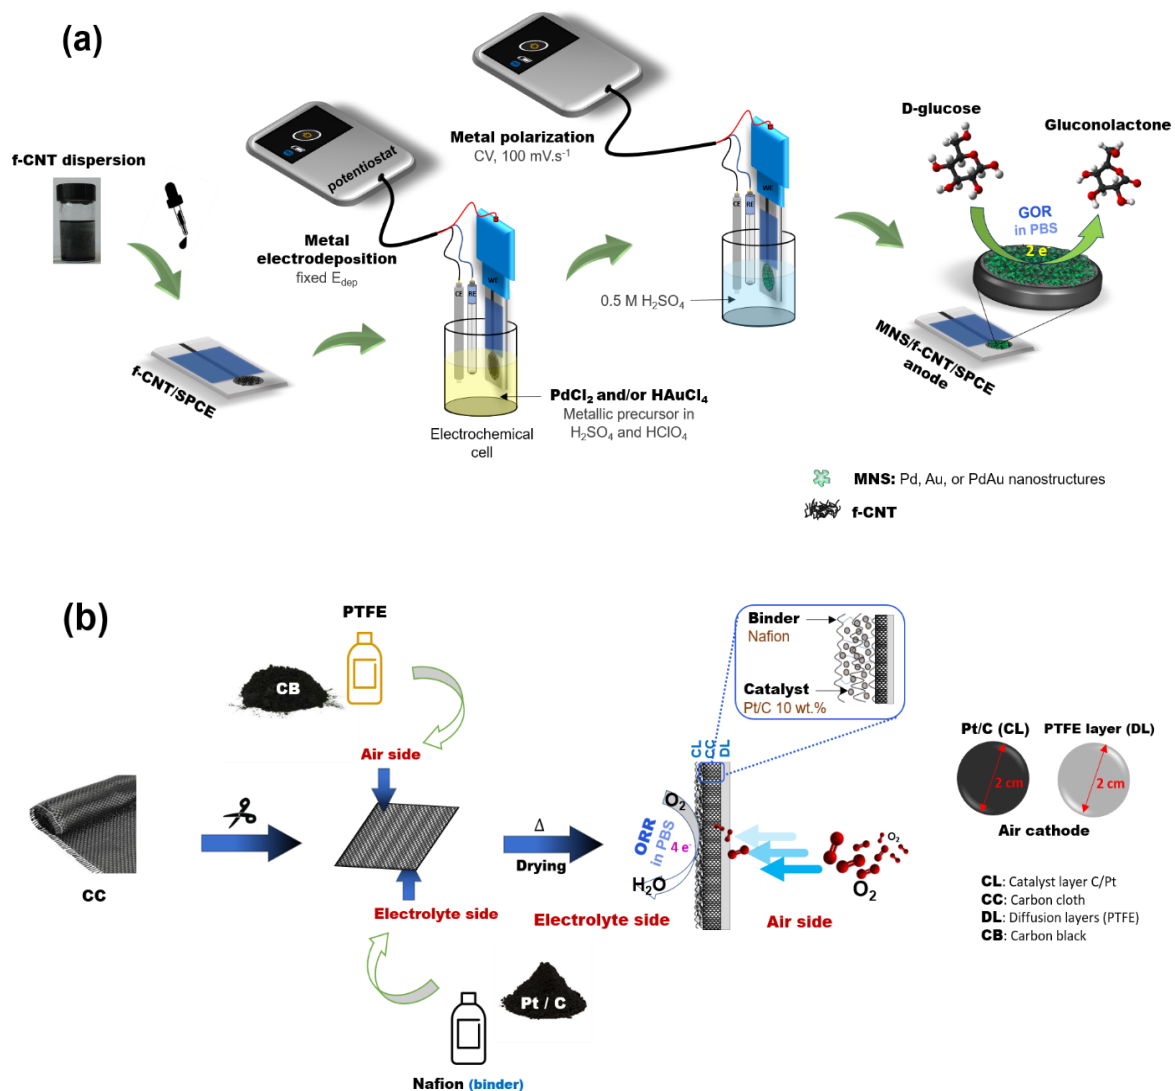 (a)
f-CNT dispersion
f-CNT/SPCE
potentiostat
Metal
electrodeposition
fixed E_dep
CE
RE
WE
PdCl₂ and/or HAuCl₄
Metallic precursor in
H₂SO₄ and HClO₄
Electrochemical
cell
Metal polarization
CV, 100 mV.s⁻¹
CE
RE
WE
0.5 M H₂SO₄
D-glucose
Gluconolactone
GOR
in PBS
2 e⁻
MNS/f-CNT/SPCE
anode
MNS: Pd, Au, or PdAu nanostructures
f-CNT
(b)
PTFE
CB
Air side
CC
Electrolyte side
Pt / C
Nafion (binder)
Δ
Drying
Binder
Nafion
Catalyst
Pt/C 10 wt.%
CL
CC
DL
O₂
ORR
in PBS
4 e⁻
H₂O
Electrolyte side
Air side
O₂
O₂
Pt/C (CL)
PTFE layer (DL)
2 cm
2 cm
Air cathode
CL: Catalyst layer C/Pt
CC: Carbon cloth
DL: Diffusion layers (PTFE)
CB: Carbon black